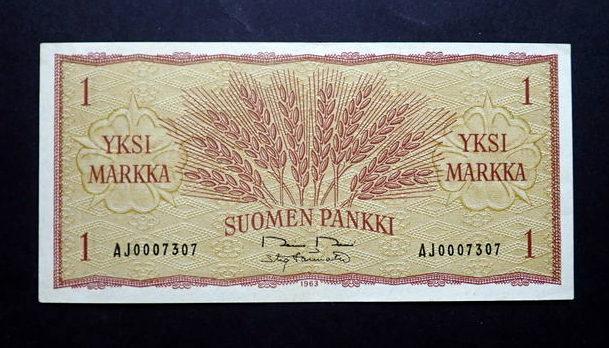 1 1
YKSI MARKKA
YKSI MARKKA
SUOMEN PANKKI
1 AJ0007307
AJ0007307 1
1963